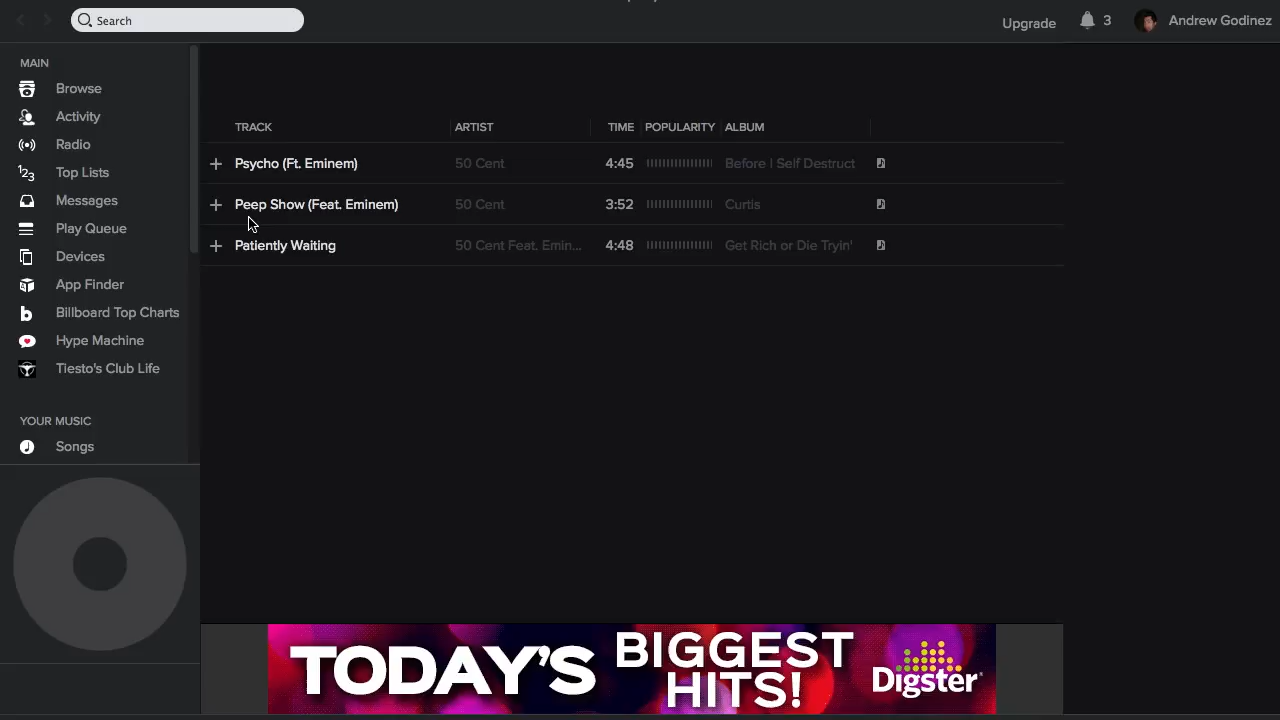 Search
Upgrade
3
Andrew Godinez
MAIN
Browse
Activity
Radio
Top Lists
Messages
Play Queue
Devices
App Finder
Billboard Top Charts
Hype Machine
Tiesto's Club Life
YOUR MUSIC
Songs
TRACK ARTIST TIME POPULARITY ALBUM
Psycho (Ft. Eminem) 50 Cent 4:45 Before I Self Destruct
Peep Show (Feat. Eminem) 50 Cent 3:52 Curtis
Patiently Waiting 50 Cent Feat. Emin... 4:48 Get Rich or Die Tryin'
TODAY'S BIGGEST HITS!
Digster